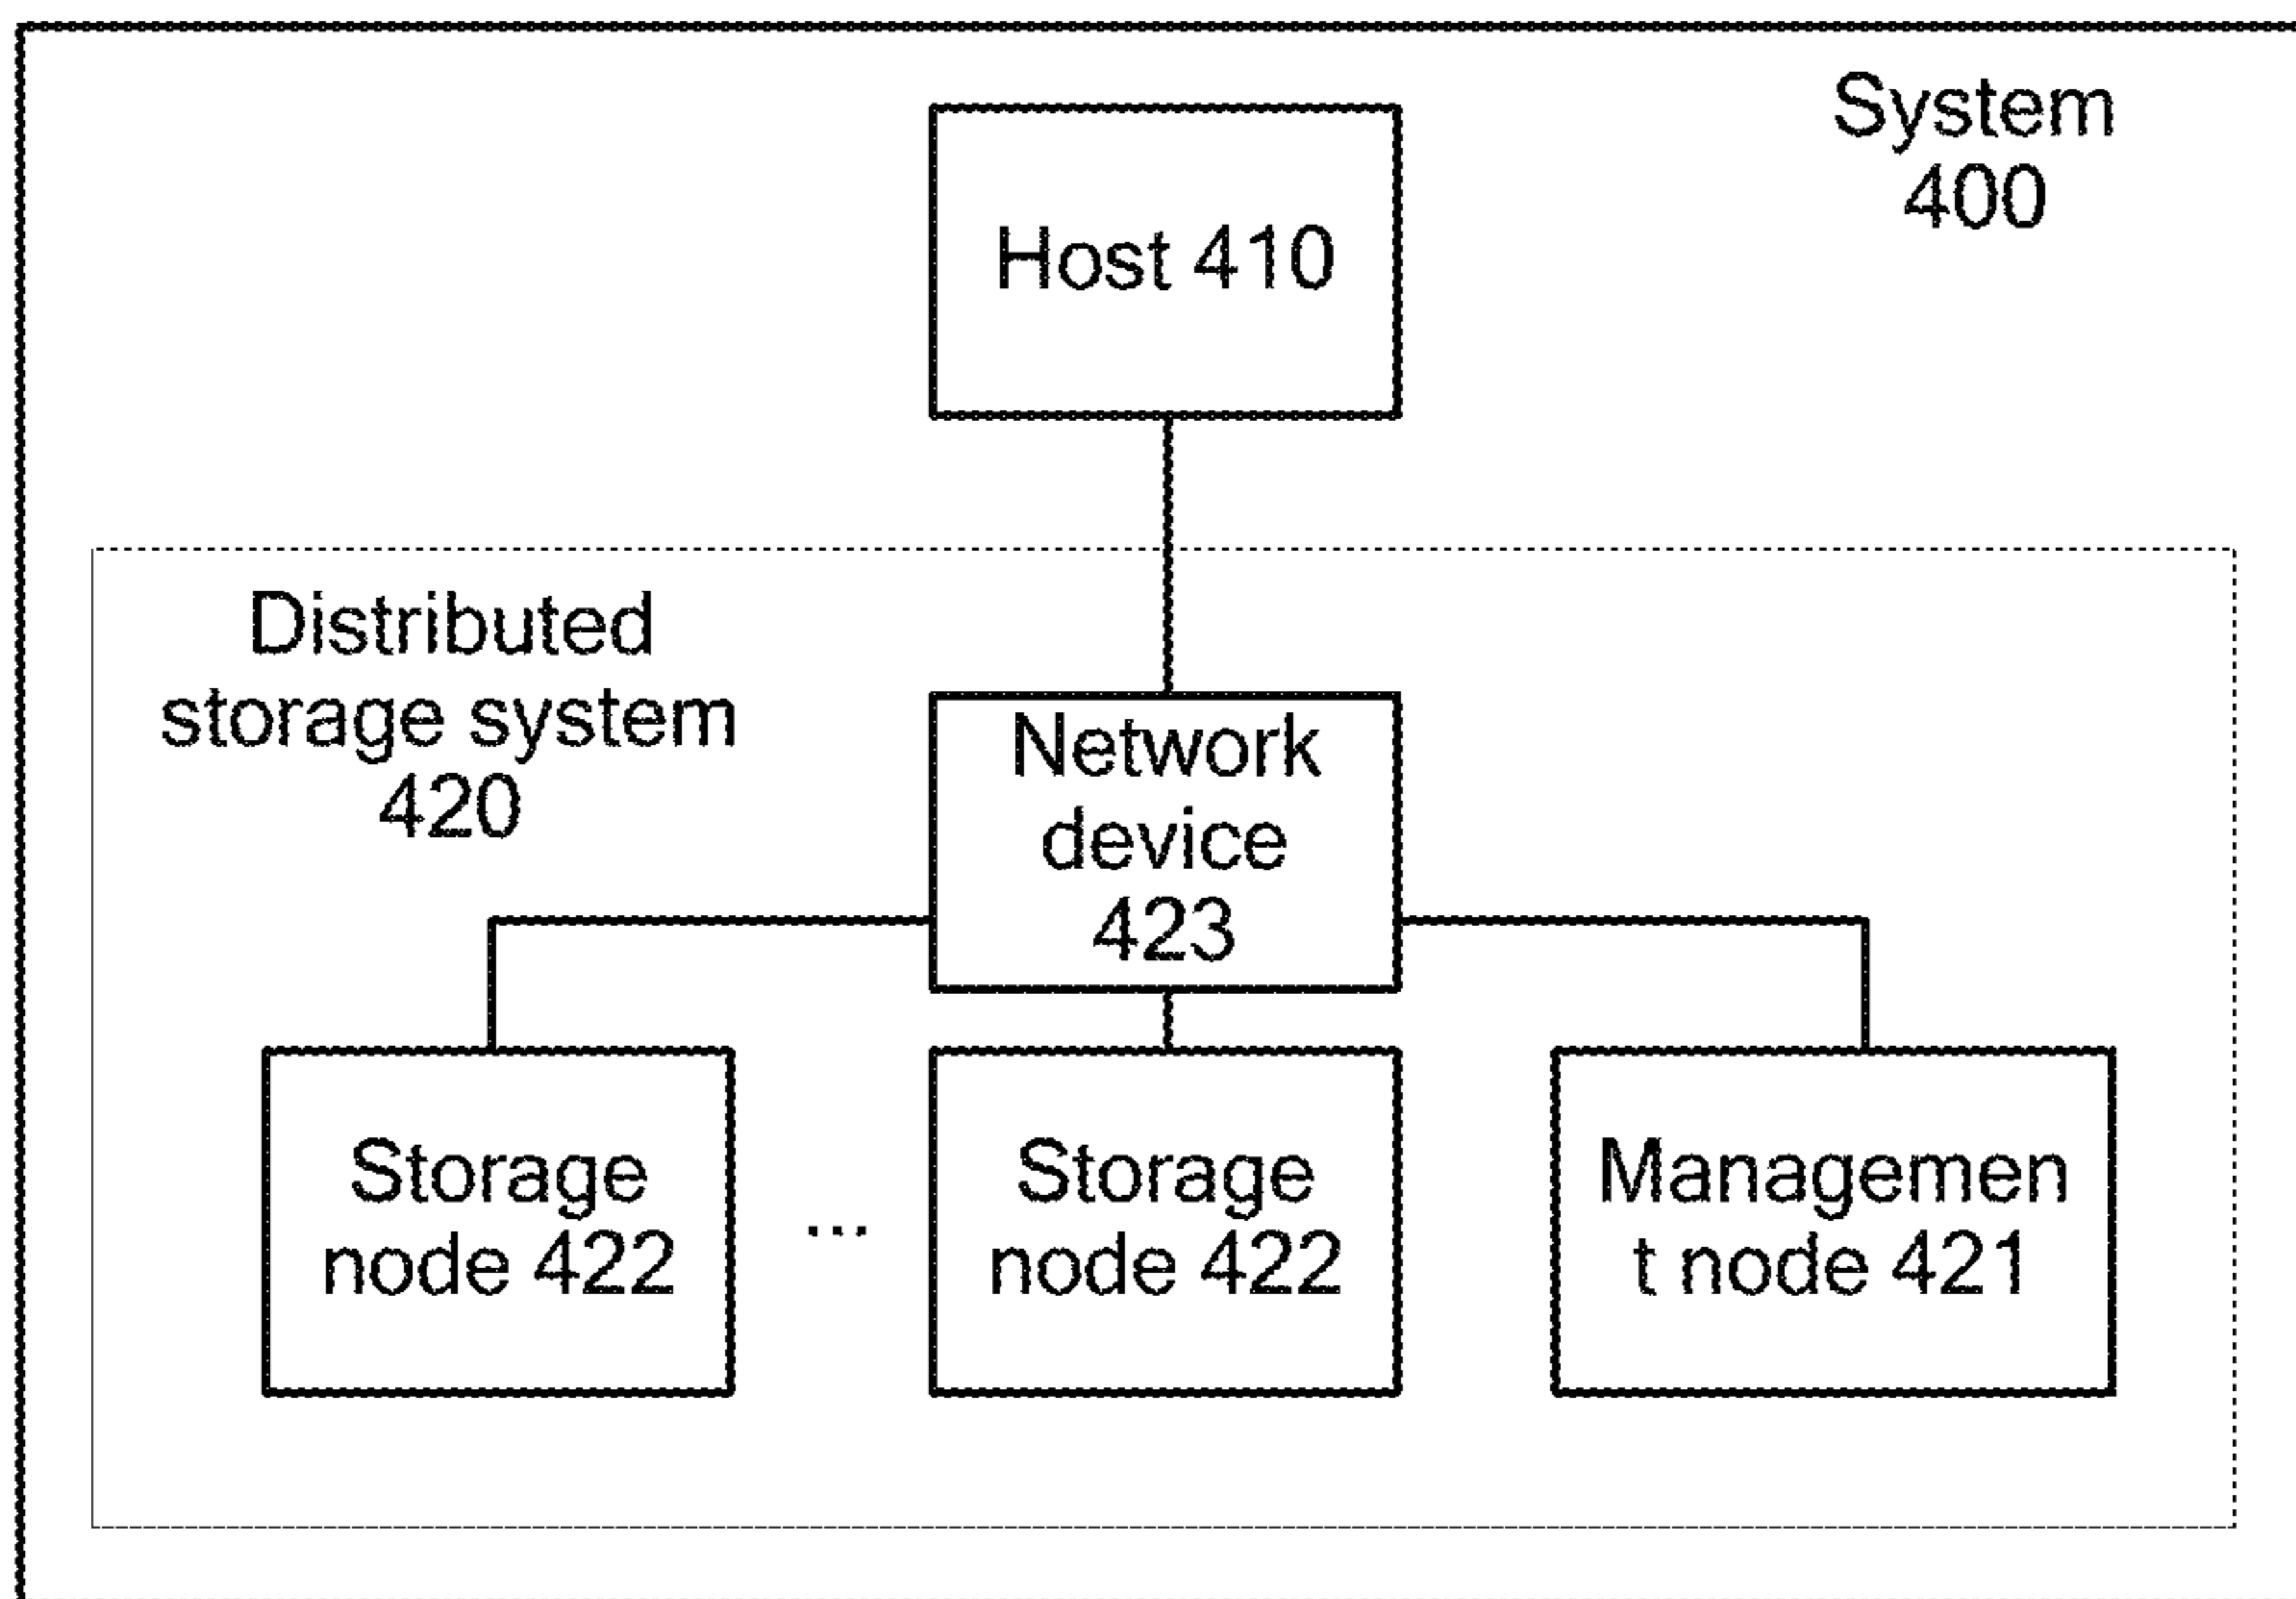 System
400
Host 410
Distributed
storage system
420
Network
device
423
Storage
node 422
...
Storage
node 422
Managemen
t node 421